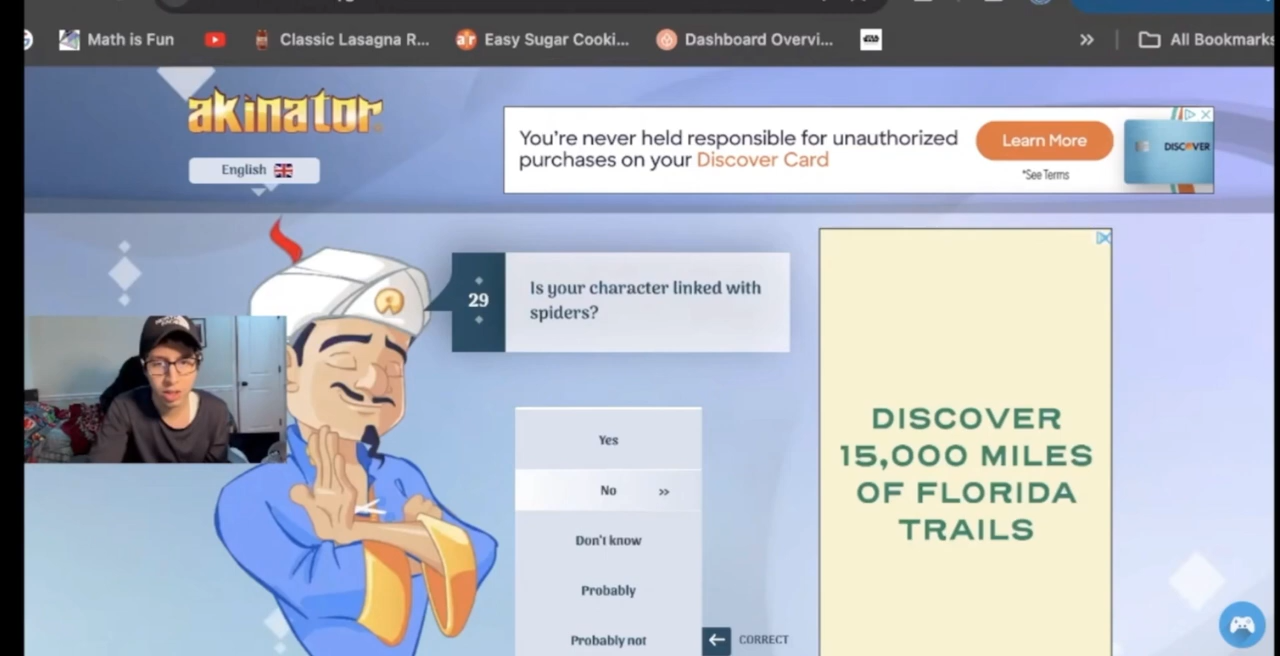 Math is Fun
Classic Lasagna R...
Easy Sugar Cooki...
Dashboard Overvi...
All Bookmarks
akinator
English
You're never held responsible for unauthorized
purchases on your Discover Card
Learn More
*See Terms
DISCOVER
29
Is your character linked with
spiders?
Yes
No
Don't know
Probably
Probably not
CORRECT
DISCOVER
15,000 MILES
OF FLORIDA
TRAILS